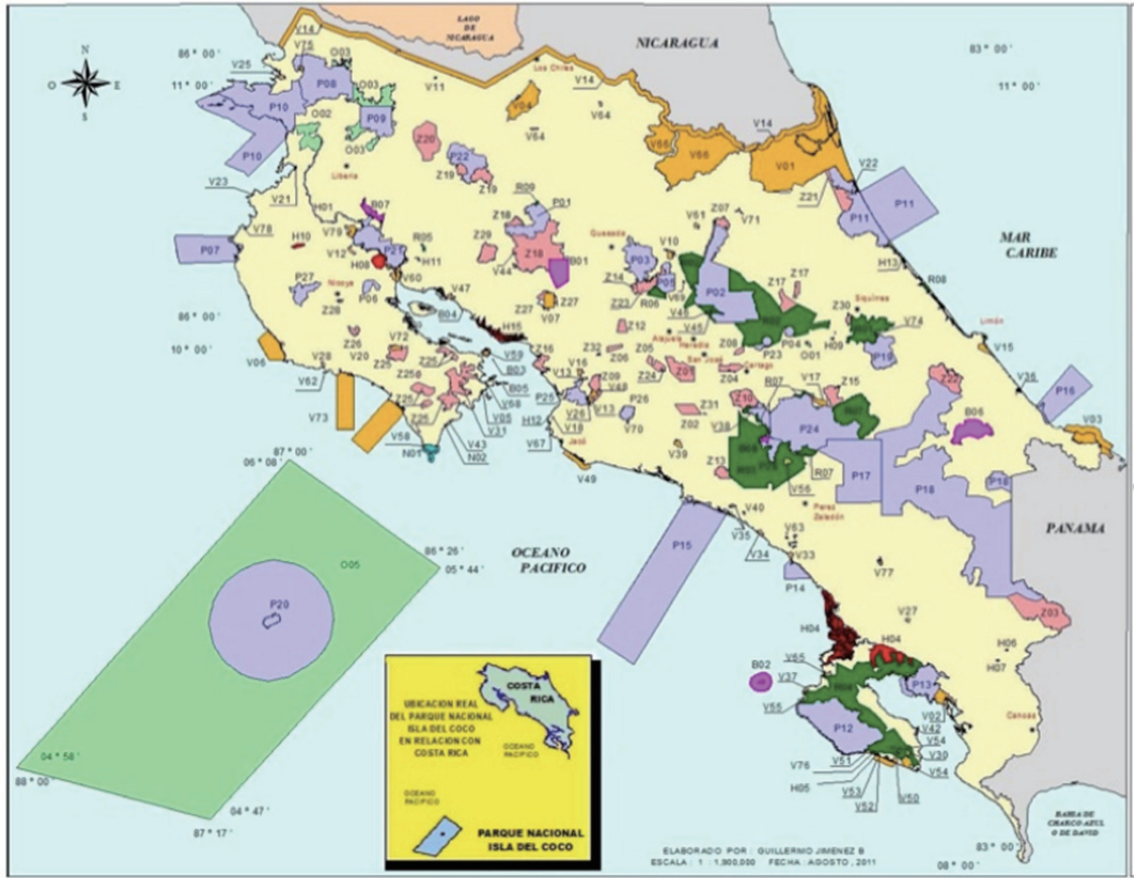 LAGO
DE
NICARAGUA
NICARAGUA
N
O
E
S
86 ° 00 '
11 ° 00 '
83 ° 00 '
11 ° 00 '
V14
V75
O03
V25
P08
O03
V11
Los Chiles
V14
P10
O02
P09
V04
V64
V64
V14
P10
O03
Z20
P22
V66
V66
V01
V22
Liberia
Z19
Z19
Z21
P11
P11
V23
V21
H01
B07
R09
P01
Z07
V71
V61
MAR
CARIBE
V78
V79
Z18
P07
H10
V12
P21
R05
Z29
Quesada
V10
H08
H11
V44
Z18
B01
P03
H13
P27
Nicoya
P06
V60
Z14
P05
P02
Z17
R08
Z28
V47
Z27
Z27
Z23
R06
V69
Siquirres
86 ° 00 '
B04
V07
V46
Z30
Limón
10 ° 00 '
Z26
H15
Z12
V45
V74
V15
V20
V72
Alajuela
Heredia
H09
V06
V28
Z25
Z25
V59
Z16
Z32
Z06
Z05
Z08
P23
P04
O01
P19
V62
B03
V16
San José
V36
V13
Z09
Z24
Z01
Z04
Cartago
P16
V73
Z25
B05
P25
V48
R07
V17
Z15
Z22
V68
V26
V13
P26
Z31
Z10
B06
V03
Z25
V05
H12
V18
Z02
V38
P24
R07
V58
V31
V67
Jacó
V70
N01
V43
N02
V39
Z13
R07
P17
P18
P18
V49
V56
87 ° 00 '
06 ° 08 '
Perez
Zeledón
V40
PANAMA
V35
V63
86 ° 26 '
05 ° 44 '
OCEANO
PACIFICO
P15
V34
V33
O05
V77
P14
P20
Z03
V27
H04
H04
H06
H07
V65
B02
V37
P13
V55
P12
V02
V42
Canoas
V54
V76
V51
V30
H05
V54
V53
V50
V52
04 ° 58 '
88 ° 00 '
04 ° 47 '
87 ° 17 '
COSTA
RICA
UBICACION REAL
DEL PARQUE NACIONAL
ISLA DEL COCO
EN RELACION CON
COSTA RICA
OCEANO
PACIFICO
OCEANO
PACIFICO
PARQUE NACIONAL
ISLA DEL COCO
BAHIA DE
CHARCO AZUL
O DE DAVID
ELABORADO POR : GUILLERMO JIMENEZ B
ESCALA : 1 : 1,800,000 FECHA : AGOSTO , 2011
83 ° 00 '
08 ° 00 '